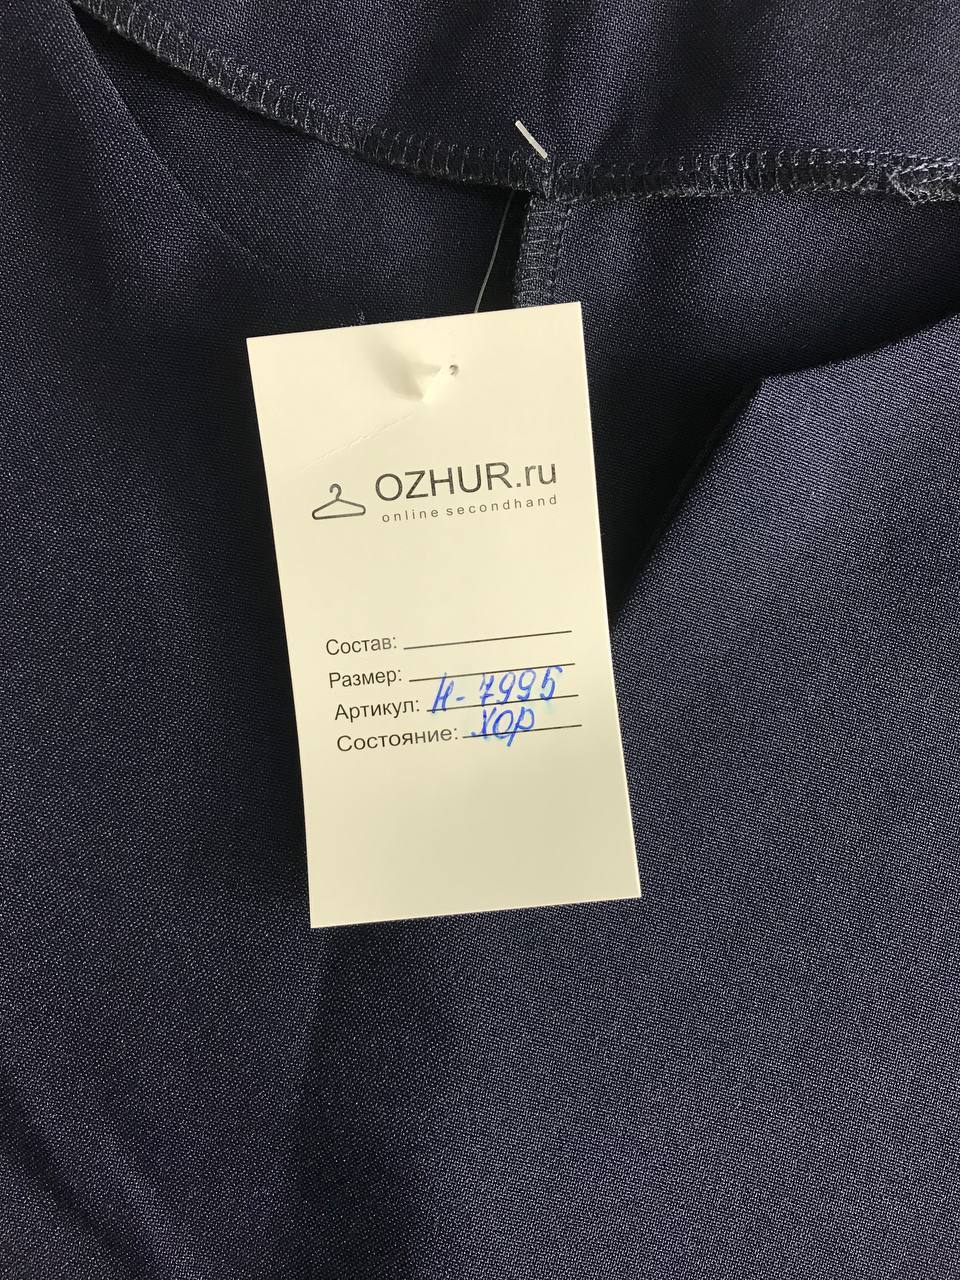 OZHUR.ru
online secondhand
Состав:
Размер:
Артикул: Н-7995
Состояние: ХОР